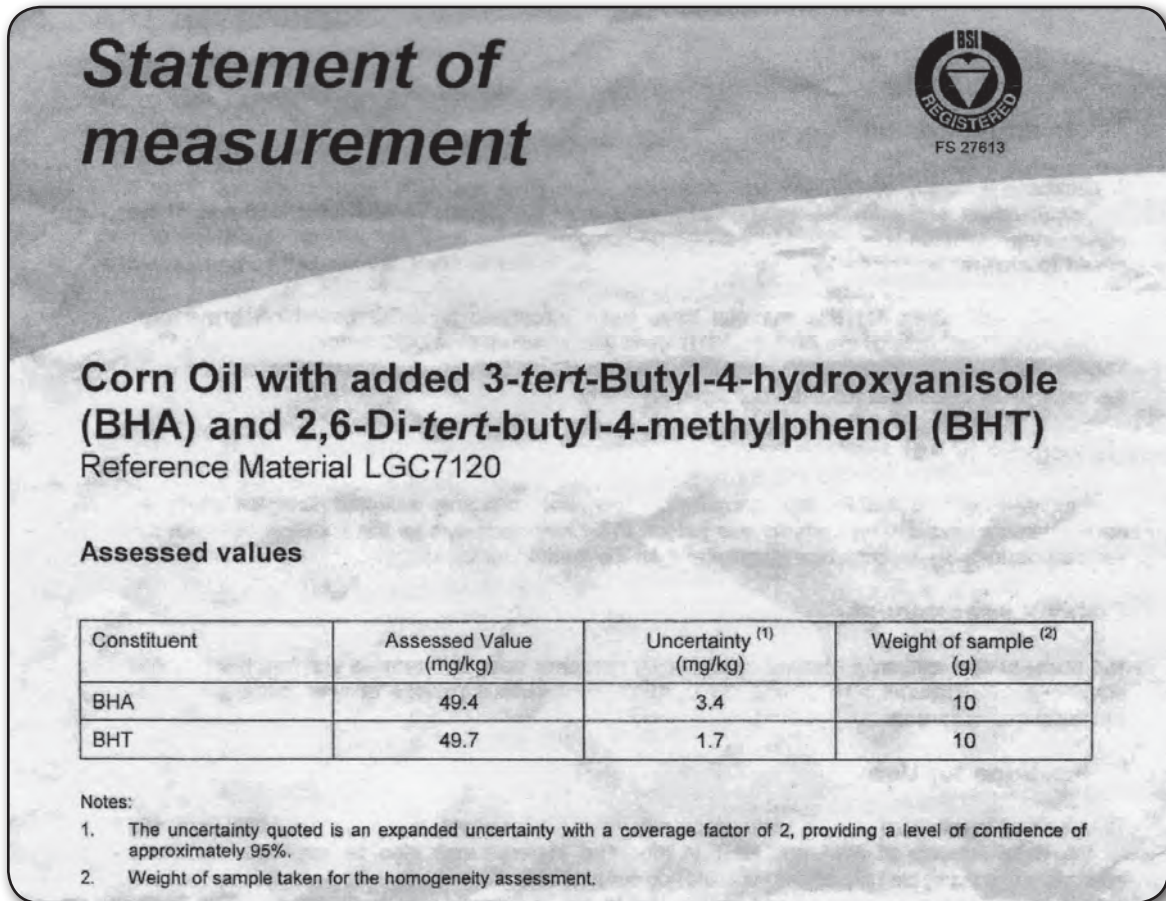 Statement of
measurement
BSI
REGISTERED
FS 27613
Corn Oil with added 3-tert-Butyl-4-hydroxyanisole
(BHA) and 2,6-Di-tert-butyl-4-methylphenol (BHT)
Reference Material LGC7120
Assessed values
Constituent Assessed Value (mg/kg) Uncertainty (1) (mg/kg) Weight of sample (2) (g)
BHA 49.4 3.4 10
BHT 49.7 1.7 10
Notes:
1. The uncertainty quoted is an expanded uncertainty with a coverage factor of 2, providing a level of confidence of
approximately 95%.
2. Weight of sample taken for the homogeneity assessment.